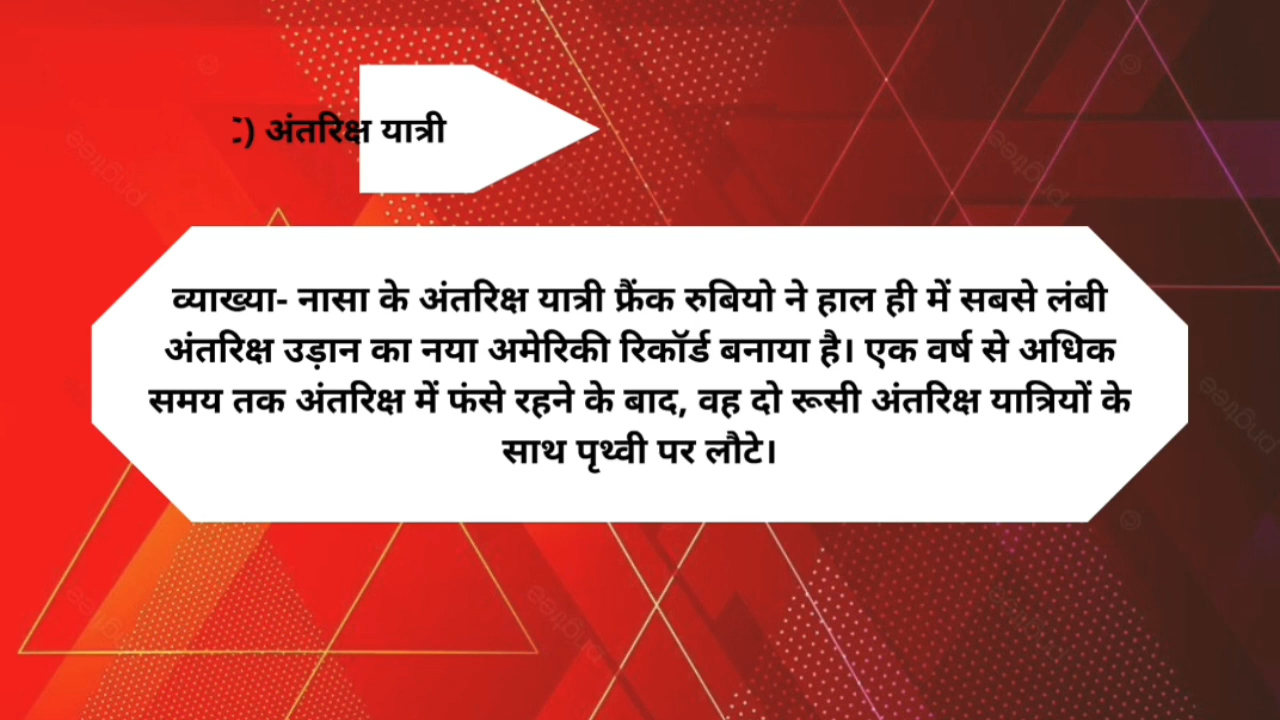 ) अंतरिक्ष यात्री
व्याख्या- नासा के अंतरिक्ष यात्री फ्रैंक रुबियो ने हाल ही में सबसे लंबी
अंतरिक्ष उड़ान का नया अमेरिकी रिकॉर्ड बनाया है। एक वर्ष से अधिक
समय तक अंतरिक्ष में फंसे रहने के बाद, वह दो रूसी अंतरिक्ष यात्रियों के
साथ पृथ्वी पर लौटे।